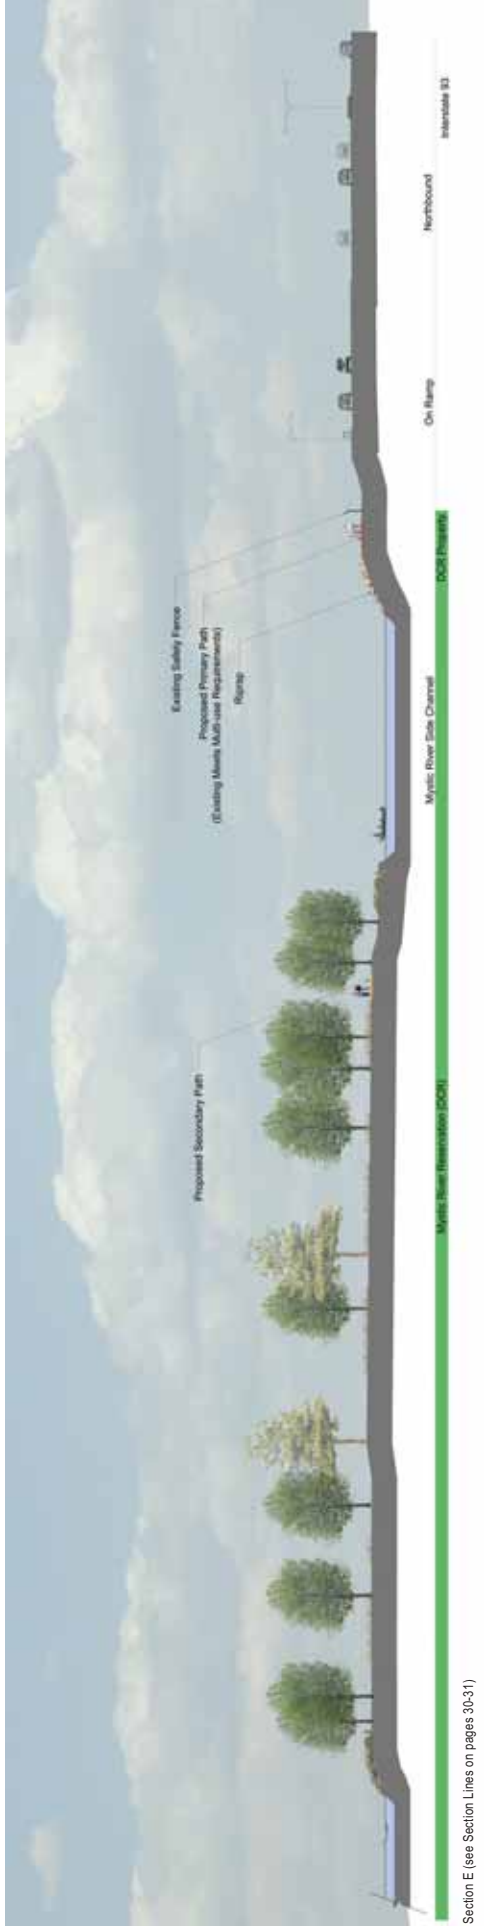 Existing Safety Fence
Proposed Primary Path
(Existing Meets Multi-use Requirements)
Riprap
Proposed Secondary Path
On Ramp
Northbound
Interstate 93
Mystic River Side Channel
Mystic River Reservation (DCR)
DCR Property
Section E (see Section Lines on pages 30-31)